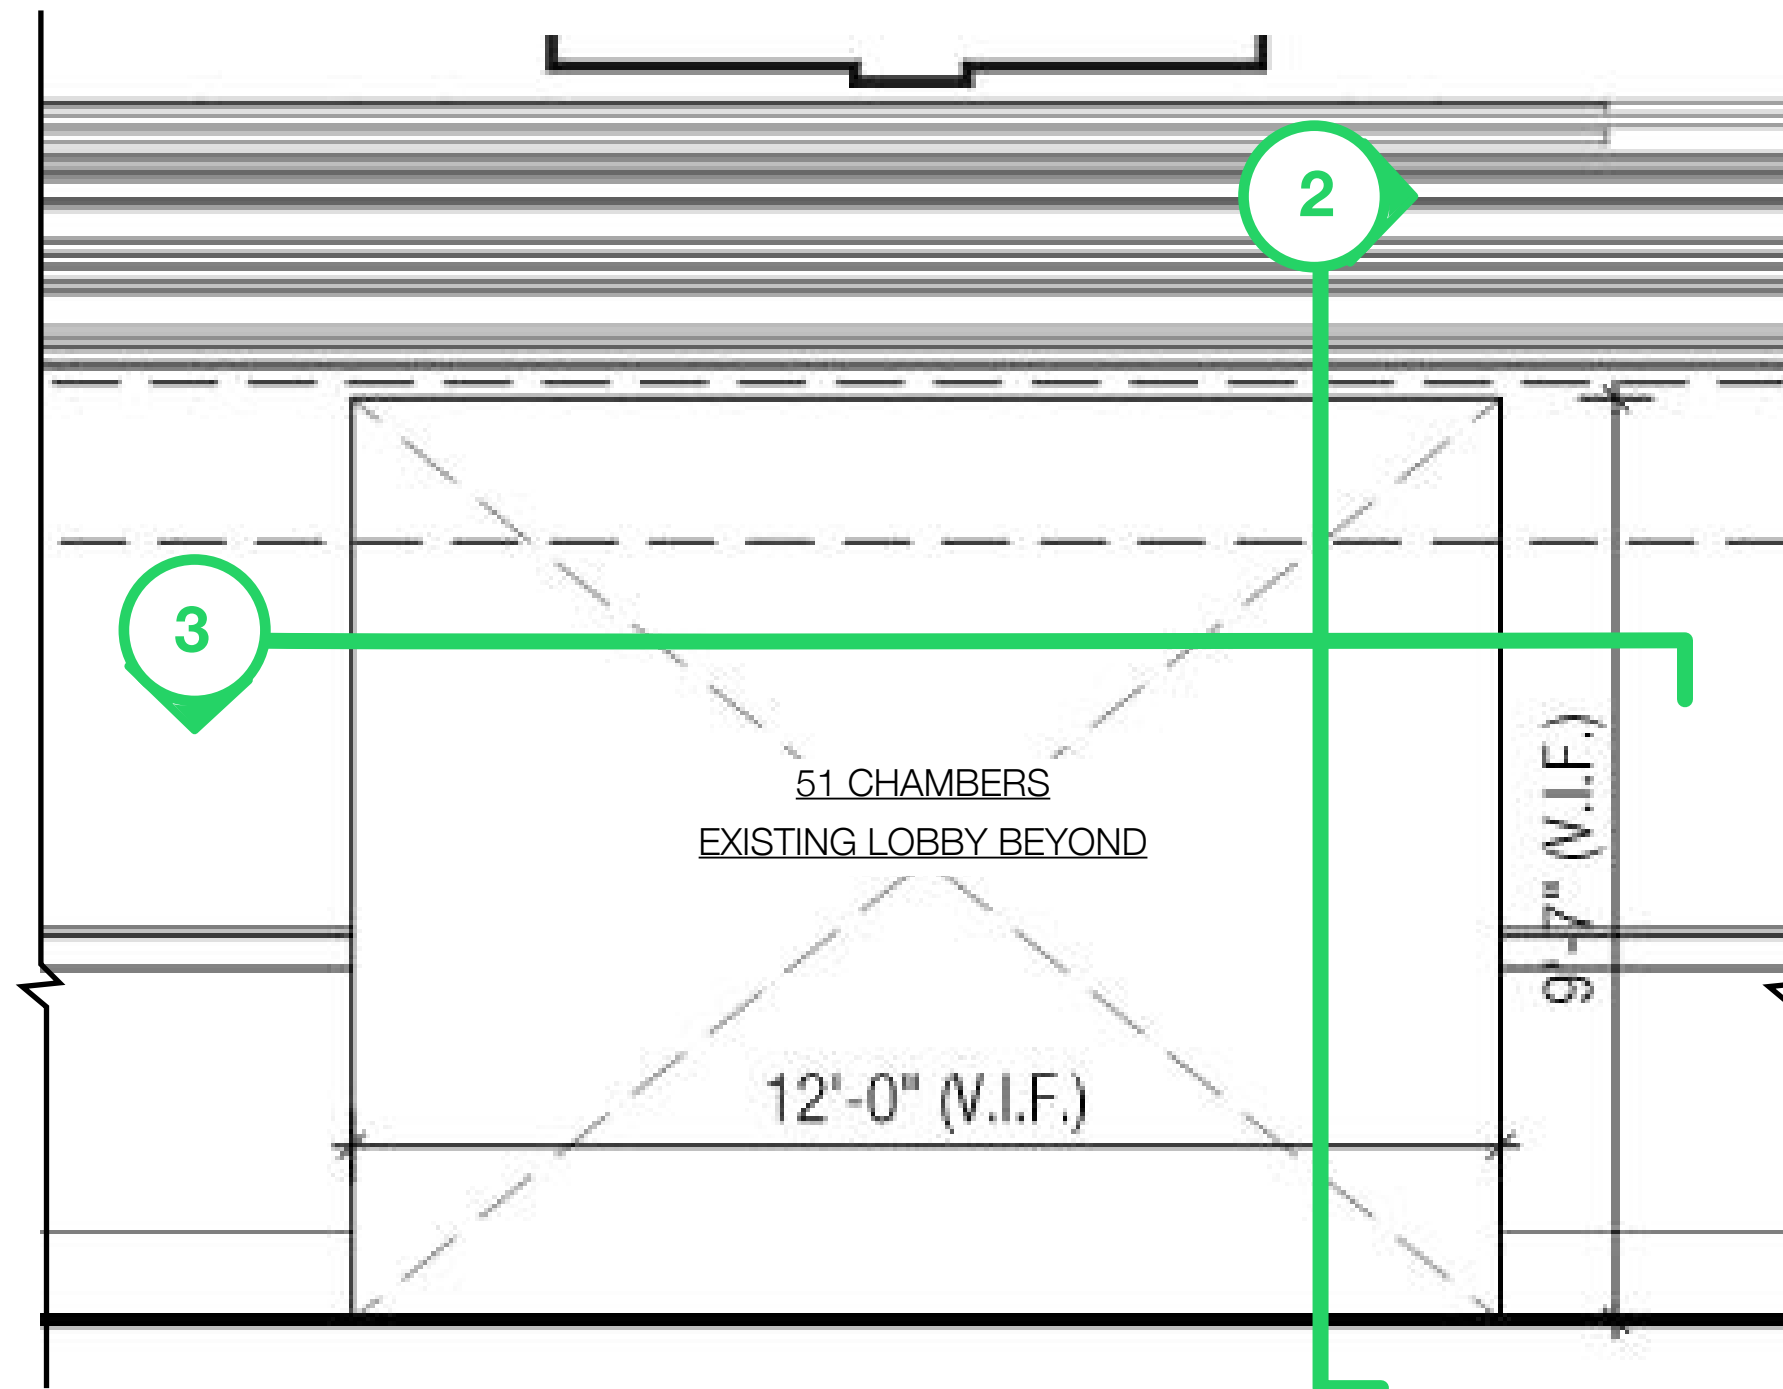 2
3
51 CHAMBERS
EXISTING LOBBY BEYOND
9'-7" (V.I.F.)
12'-0" (V.I.F.)